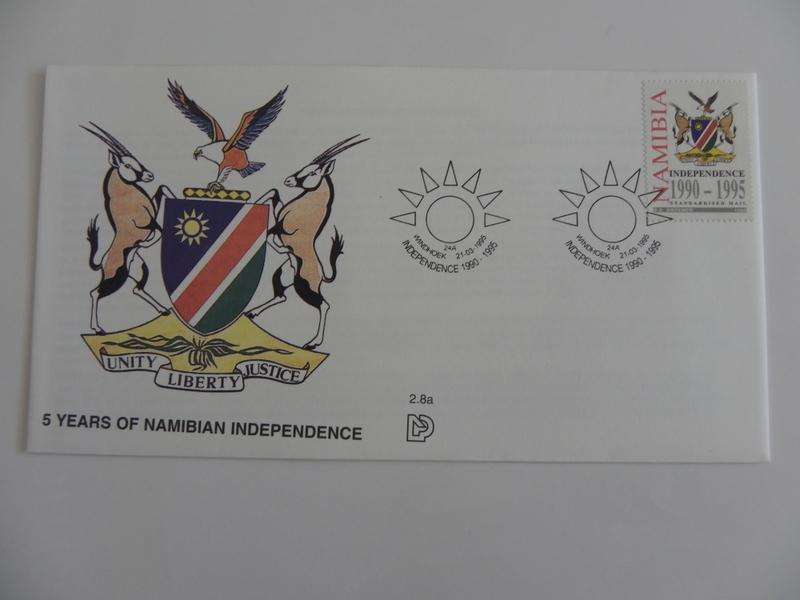 UNITY
LIBERTY
JUSTICE
5 YEARS OF NAMIBIAN INDEPENDENCE
24A
WINDHOEK 21-03-1995
INDEPENDENCE 1990 - 1995
24A
WINDHOEK 21-03-1995
INDEPENDENCE 1990 - 1995
NAMIBIA
INDEPENDENCE
1990 - 1995
STANDARDISED MAIL
2.8a